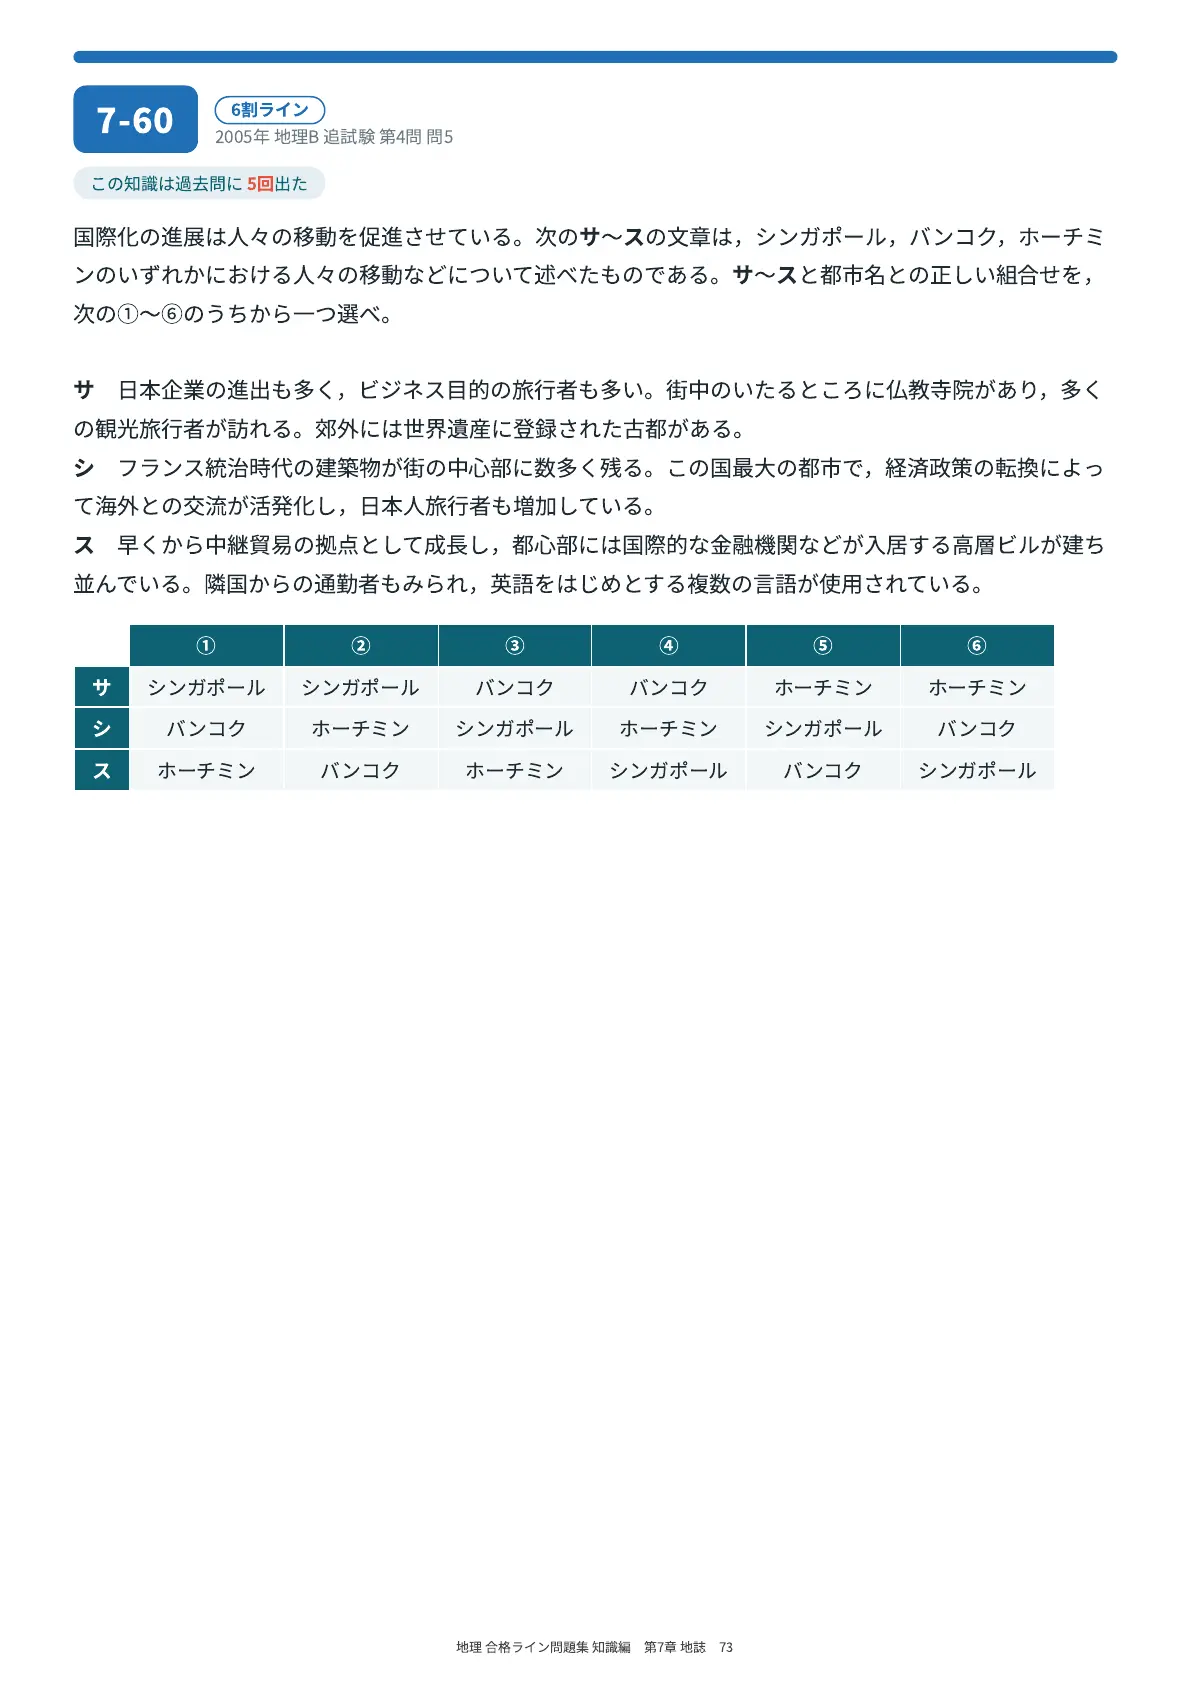 7-60
6割ライン
2005年 地理B 追試験 第4問 問5
この知識は過去問に 5回出た
国際化の進展は人々の移動を促進させている。次のサ～スの文章は，シンガポール，バンコク，ホーチミ
ンのいずれかにおける人々の移動などについて述べたものである。サ～スと都市名との正しい組合せを，
次の①～⑥のうちから一つ選べ。
サ　日本企業の進出も多く，ビジネス目的の旅行者も多い。街中のいたるところに仏教寺院があり，多く
の観光旅行者が訪れる。郊外には世界遺産に登録された古都がある。
シ　フランス統治時代の建築物が街の中心部に数多く残る。この国最大の都市で，経済政策の転換によっ
て海外との交流が活発化し，日本人旅行者も増加している。
ス　早くから中継貿易の拠点として成長し，都心部には国際的な金融機関などが入居する高層ビルが建ち
並んでいる。隣国からの通勤者もみられ，英語をはじめとする複数の言語が使用されている。
① ② ③ ④ ⑤ ⑥
サ シンガポール シンガポール バンコク バンコク ホーチミン ホーチミン
シ バンコク ホーチミン シンガポール ホーチミン シンガポール バンコク
ス ホーチミン バンコク ホーチミン シンガポール バンコク シンガポール
地理 合格ライン問題集 知識編　第7章 地誌　73